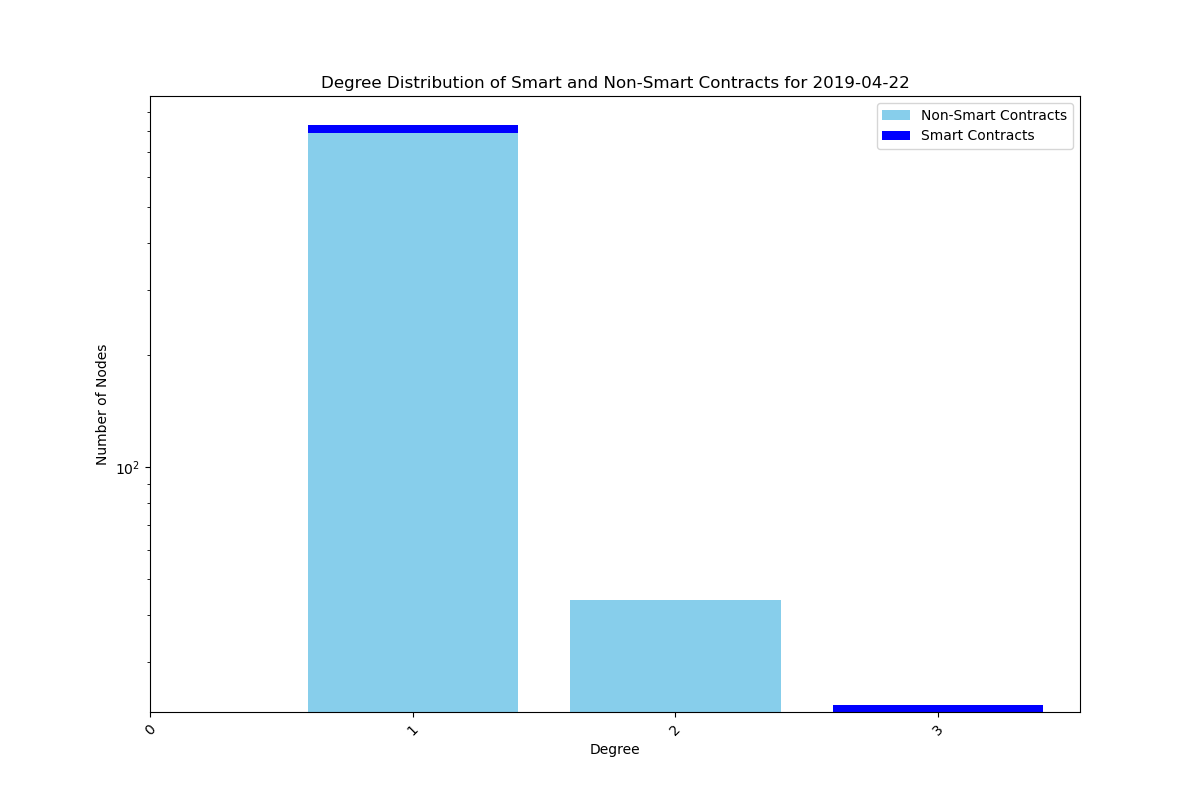 Degree Distribution of Smart and Non-Smart Contracts for 2019-04-22
Non-Smart Contracts
Smart Contracts
Number of Nodes
10²
0
1
2
3
Degree